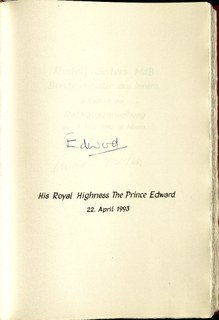 Edward
His Royal Highness The Prince Edward
22. April 1993